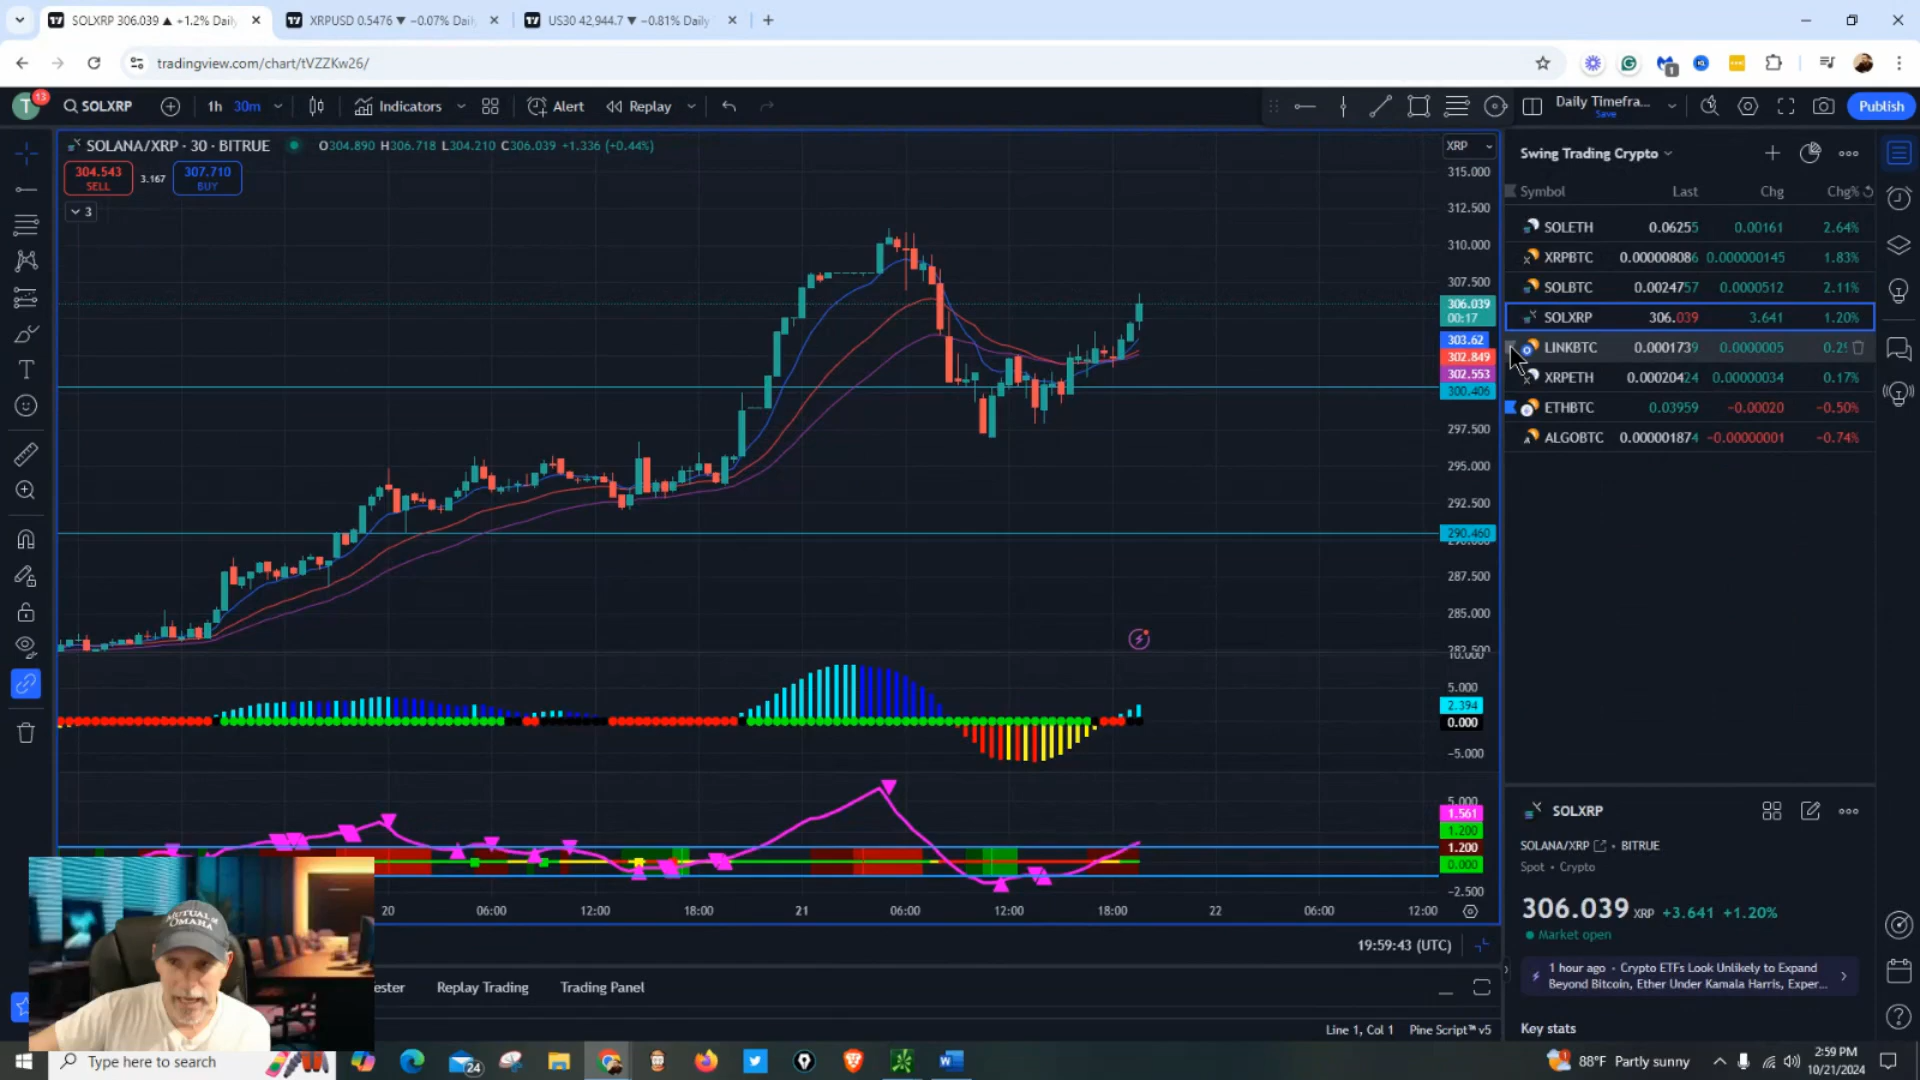 SOLXRP 306.039 ▲ +1.2% Daily
XRPUSD 0.5476 ▼ −0.07% Daily
US30 42,944.7 ▼ −0.81% Daily
tradingview.com/chart/tVZZKw26/
1
T
13
SOLXRP
1h
30m
Indicators
Alert
Replay
Daily Timefra...
Save
Publish
SOLANA/XRP · 30 · BITRUE
O304.890 H306.718 L304.210 C306.039 +1.336 (+0.44%)
304.543
SELL
3.167
307.710
BUY
3
XRP
315.000
312.500
310.000
307.500
306.039
00:17
303.62
302.849
302.553
300.406
297.500
295.000
292.500
290.460
287.500
285.000
282.500
10.000
5.000
2.394
0.000
−5.000
5.000
1.561
1.200
1.200
0.000
−2.500
20
06:00
12:00
18:00
21
06:00
12:00
18:00
22
06:00
12:00
19:59:43 (UTC)
ester
Replay Trading
Trading Panel
Line 1, Col 1
Pine Script™ v5
Swing Trading Crypto
Symbol Last Chg Chg%
SOLETH 0.06255 0.00161 2.64%
XRPBTC 0.000008086 0.000000145 1.83%
SOLBTC 0.0024757 0.0000512 2.11%
SOLXRP 306.039 3.641 1.20%
LINKBTC 0.0001739 0.0000005 0.2
XRPETH 0.00020424 0.00000034 0.17%
ETHBTC 0.03959 −0.00020 −0.50%
ALGOBTC 0.000001874 −0.00000001 −0.74%
SOLXRP
SOLANA/XRP • BITRUE
Spot • Crypto
306.039 XRP +3.641 +1.20%
Market open
1 hour ago • Crypto ETFs Look Unlikely to Expand
Beyond Bitcoin, Ether Under Kamala Harris, Exper...
Key stats
MUTUAL of
OMAHA
Type here to search
24
88°F Partly sunny
2:59 PM
10/21/2024